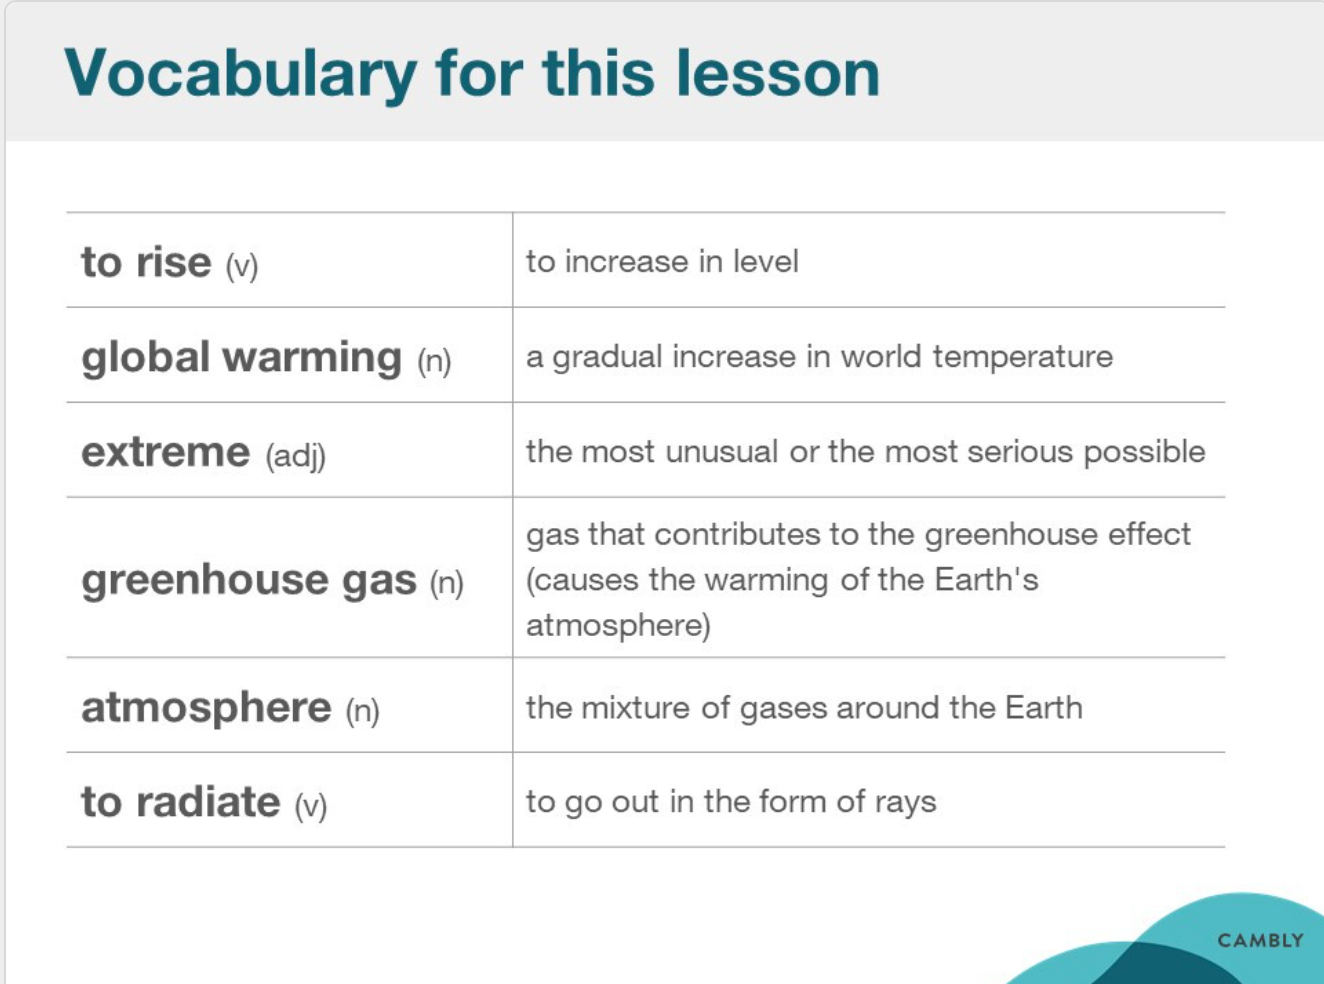 Vocabulary for this lesson
to rise (v)
to increase in level
global warming (n)
a gradual increase in world temperature
extreme (adj)
the most unusual or the most serious possible
greenhouse gas (n)
gas that contributes to the greenhouse effect
(causes the warming of the Earth's
atmosphere)
atmosphere (n)
the mixture of gases around the Earth
to radiate (v)
to go out in the form of rays
CAMBLY